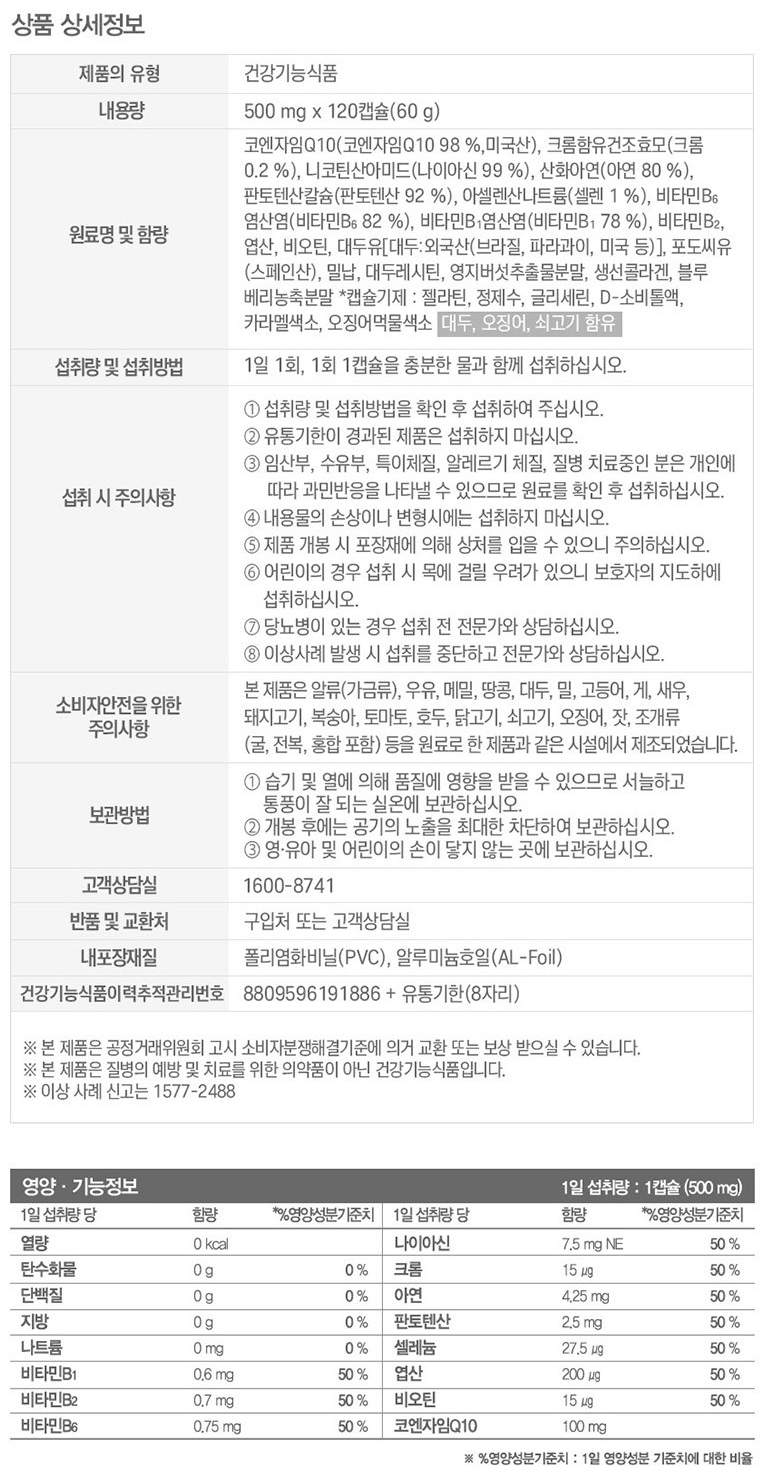 상품 상세정보
제품의 유형 건강기능식품
내용량 500 mg x 120캡슐(60 g)
원료명 및 함량
코엔자임Q10(코엔자임Q10 98 %,미국산), 크롬함유건조효모(크롬
0.2 %), 니코틴산아미드(나이아신 99 %), 산화아연(아연 80 %),
판토텐산칼슘(판토텐산 92 %), 아셀렌산나트륨(셀렌 1 %), 비타민B6
염산염(비타민B6 82 %), 비타민B1염산염(비타민B1 78 %), 비타민B2,
엽산, 비오틴, 대두유[대두:외국산(브라질, 파라과이, 미국 등)], 포도씨유
(스페인산), 밀납, 대두레시틴, 영지버섯추출물분말, 생선콜라겐, 블루
베리농축분말 *캡슐기제 : 젤라틴, 정제수, 글리세린, D-소비톨액,
카라멜색소, 오징어먹물색소 대두, 오징어, 쇠고기 함유
섭취량 및 섭취방법 1일 1회, 1회 1캡슐을 충분한 물과 함께 섭취하십시오.
섭취 시 주의사항
① 섭취량 및 섭취방법을 확인 후 섭취하여 주십시오.
② 유통기한이 경과된 제품은 섭취하지 마십시오.
③ 임산부, 수유부, 특이체질, 알레르기 체질, 질병 치료중인 분은 개인에
따라 과민반응을 나타낼 수 있으므로 원료를 확인 후 섭취하십시오.
④ 내용물의 손상이나 변형시에는 섭취하지 마십시오.
⑤ 제품 개봉 시 포장재에 의해 상처를 입을 수 있으니 주의하십시오.
⑥ 어린이의 경우 섭취 시 목에 걸릴 우려가 있으니 보호자의 지도하에
섭취하십시오.
⑦ 당뇨병이 있는 경우 섭취 전 전문가와 상담하십시오.
⑧ 이상사례 발생 시 섭취를 중단하고 전문가와 상담하십시오.
소비자안전을 위한
주의사항
본 제품은 알류(가금류), 우유, 메밀, 땅콩, 대두, 밀, 고등어, 게, 새우,
돼지고기, 복숭아, 토마토, 호두, 닭고기, 쇠고기, 오징어, 잣, 조개류
(굴, 전복, 홍합 포함) 등을 원료로 한 제품과 같은 시설에서 제조되었습니다.
보관방법
① 습기 및 열에 의해 품질에 영향을 받을 수 있으므로 서늘하고
통풍이 잘 되는 실온에 보관하십시오.
② 개봉 후에는 공기의 노출을 최대한 차단하여 보관하십시오.
③ 영·유아 및 어린이의 손이 닿지 않는 곳에 보관하십시오.
고객상담실 1600-8741
반품 및 교환처 구입처 또는 고객상담실
내포장재질 폴리염화비닐(PVC), 알루미늄호일(AL-Foil)
건강기능식품이력추적관리번호 8809596191886 + 유통기한(8자리)
※ 본 제품은 공정거래위원회 고시 소비자분쟁해결기준에 의거 교환 또는 보상 받으실 수 있습니다.
※ 본 제품은 질병의 예방 및 치료를 위한 의약품이 아닌 건강기능식품입니다.
※ 이상 사례 신고는 1577-2488
영양 · 기능정보 1일 섭취량 : 1캡슐 (500 mg)
1일 섭취량 당 함량 *%영양성분기준치 1일 섭취량 당 함량 *%영양성분기준치
열량 0 kcal 나이아신 7.5 mg NE 50 %
탄수화물 0 g 0 % 크롬 15 ㎍ 50 %
단백질 0 g 0 % 아연 4.25 mg 50 %
지방 0 g 0 % 판토텐산 2.5 mg 50 %
나트륨 0 mg 0 % 셀레늄 27.5 ㎍ 50 %
비타민B1 0.6 mg 50 % 엽산 200 ㎍ 50 %
비타민B2 0.7 mg 50 % 비오틴 15 ㎍ 50 %
비타민B6 0.75 mg 50 % 코엔자임Q10 100 mg
※ %영양성분기준치 : 1일 영양성분 기준치에 대한 비율